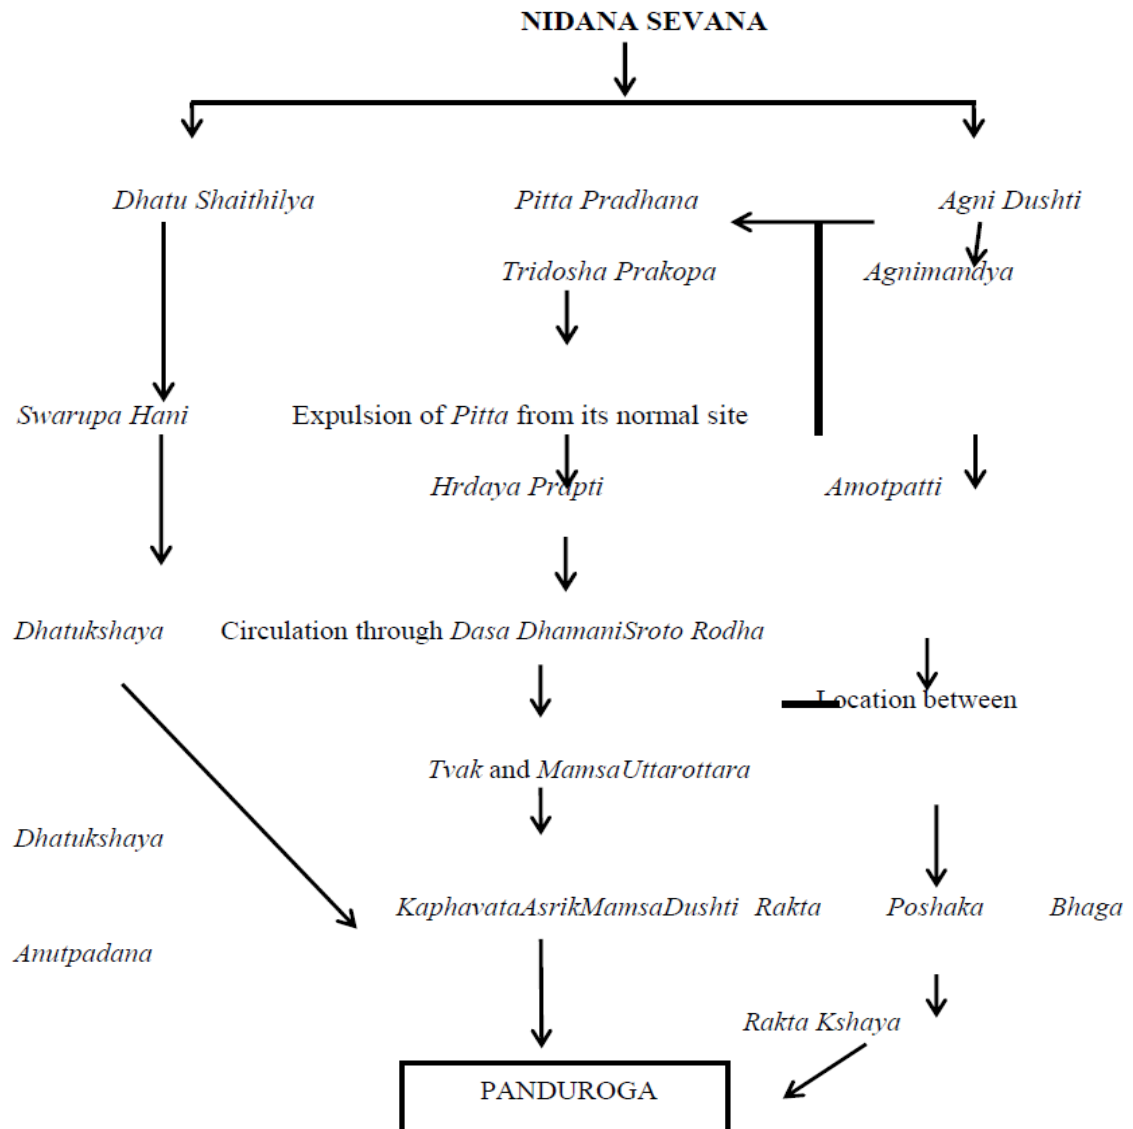 NIDANA SEVANA
Dhatu Shaithilya Pitta Pradhana Agni Dushti
Tridosha Prakopa Agnimandya
Swarupa Hani Expulsion of Pitta from its normal site
Hrdaya Prapti Amotpatti
Dhatukshaya Circulation through Dasa DhamaniSroto Rodha
Location between
Tvak and MamsaUttarottara
Dhatukshaya
KaphavataAsrikMamsaDushti Rakta Poshaka Bhaga
Anutpadana
Rakta Kshaya
PANDUROGA